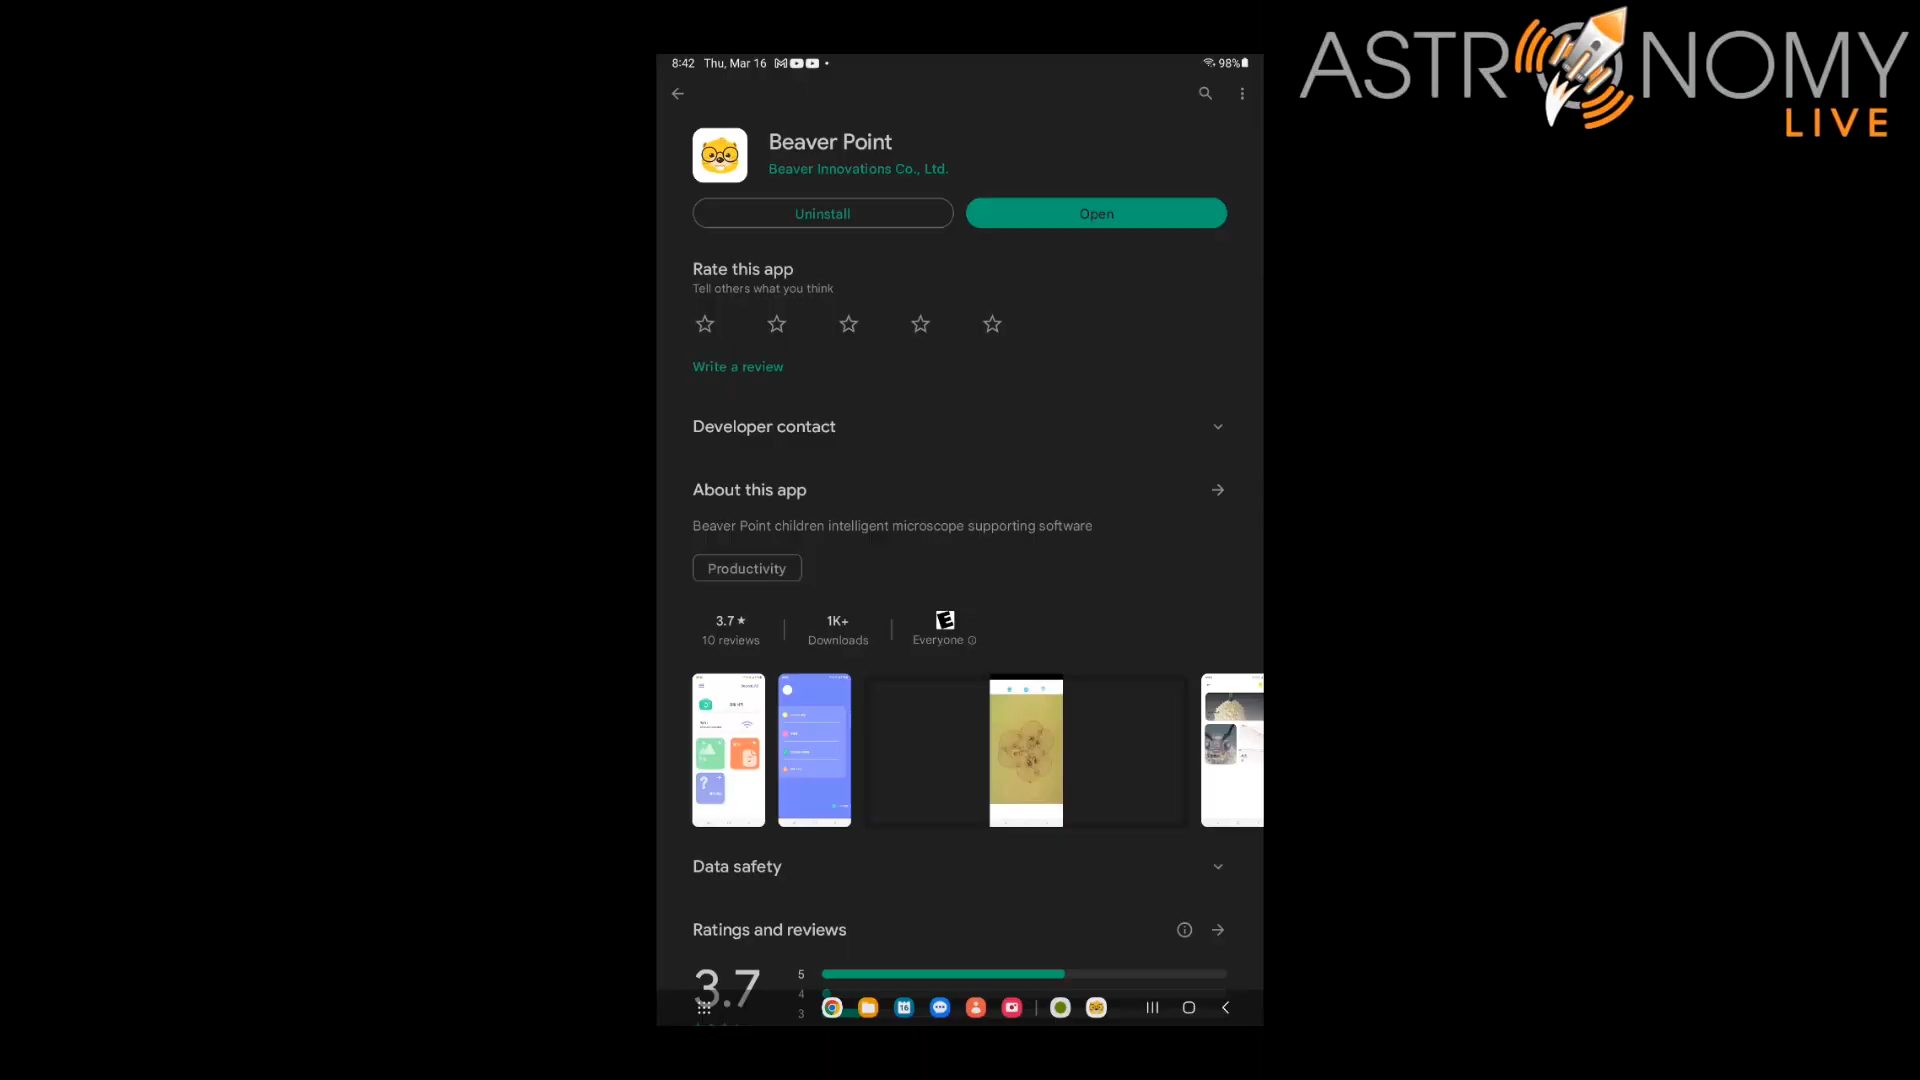 ASTRONOMY
LIVE
8:42 Thu, Mar 16
98%
Beaver Point
Beaver Innovations Co., Ltd.
Uninstall
Open
Rate this app
Tell others what you think
Write a review
Developer contact
About this app
Beaver Point children intelligent microscope supporting software
Productivity
3.7 ★
10 reviews
1K+
Downloads
E
Everyone
Data safety
Ratings and reviews
3.7
5
4
3
16